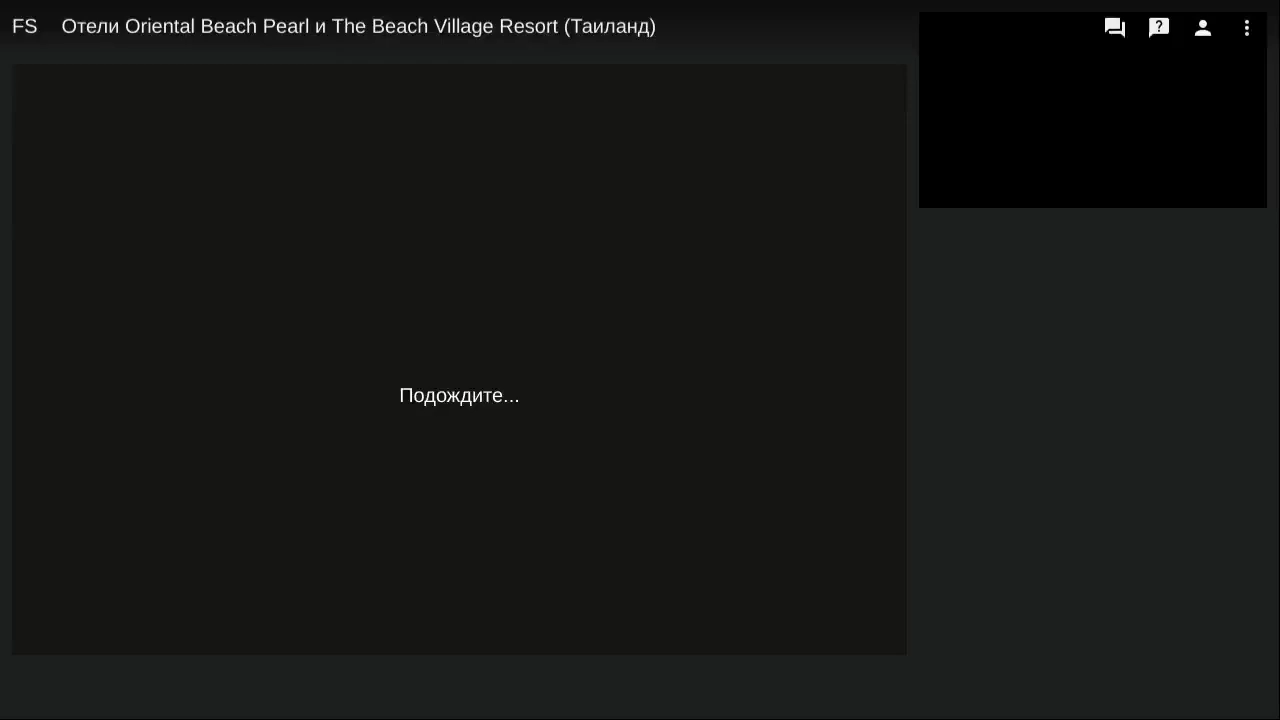 FS Отели Oriental Beach Pearl и The Beach Village Resort (Таиланд)
Подождите...